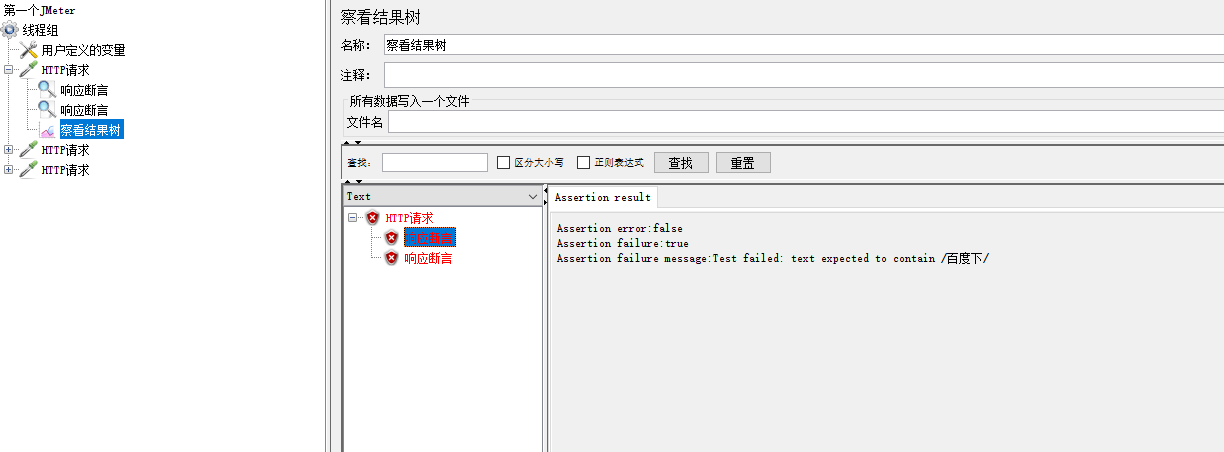 第一个JMeter
线程组
用户定义的变量
HTTP请求
响应断言
响应断言
察看结果树
HTTP请求
HTTP请求
察看结果树
名称： 察看结果树
注释：
所有数据写入一个文件
文件名
查找： 区分大小写 正则表达式 查找 重置
Text
HTTP请求
响应断言
响应断言
Assertion result
Assertion error:false
Assertion failure:true
Assertion failure message:Test failed: text expected to contain /百度下/